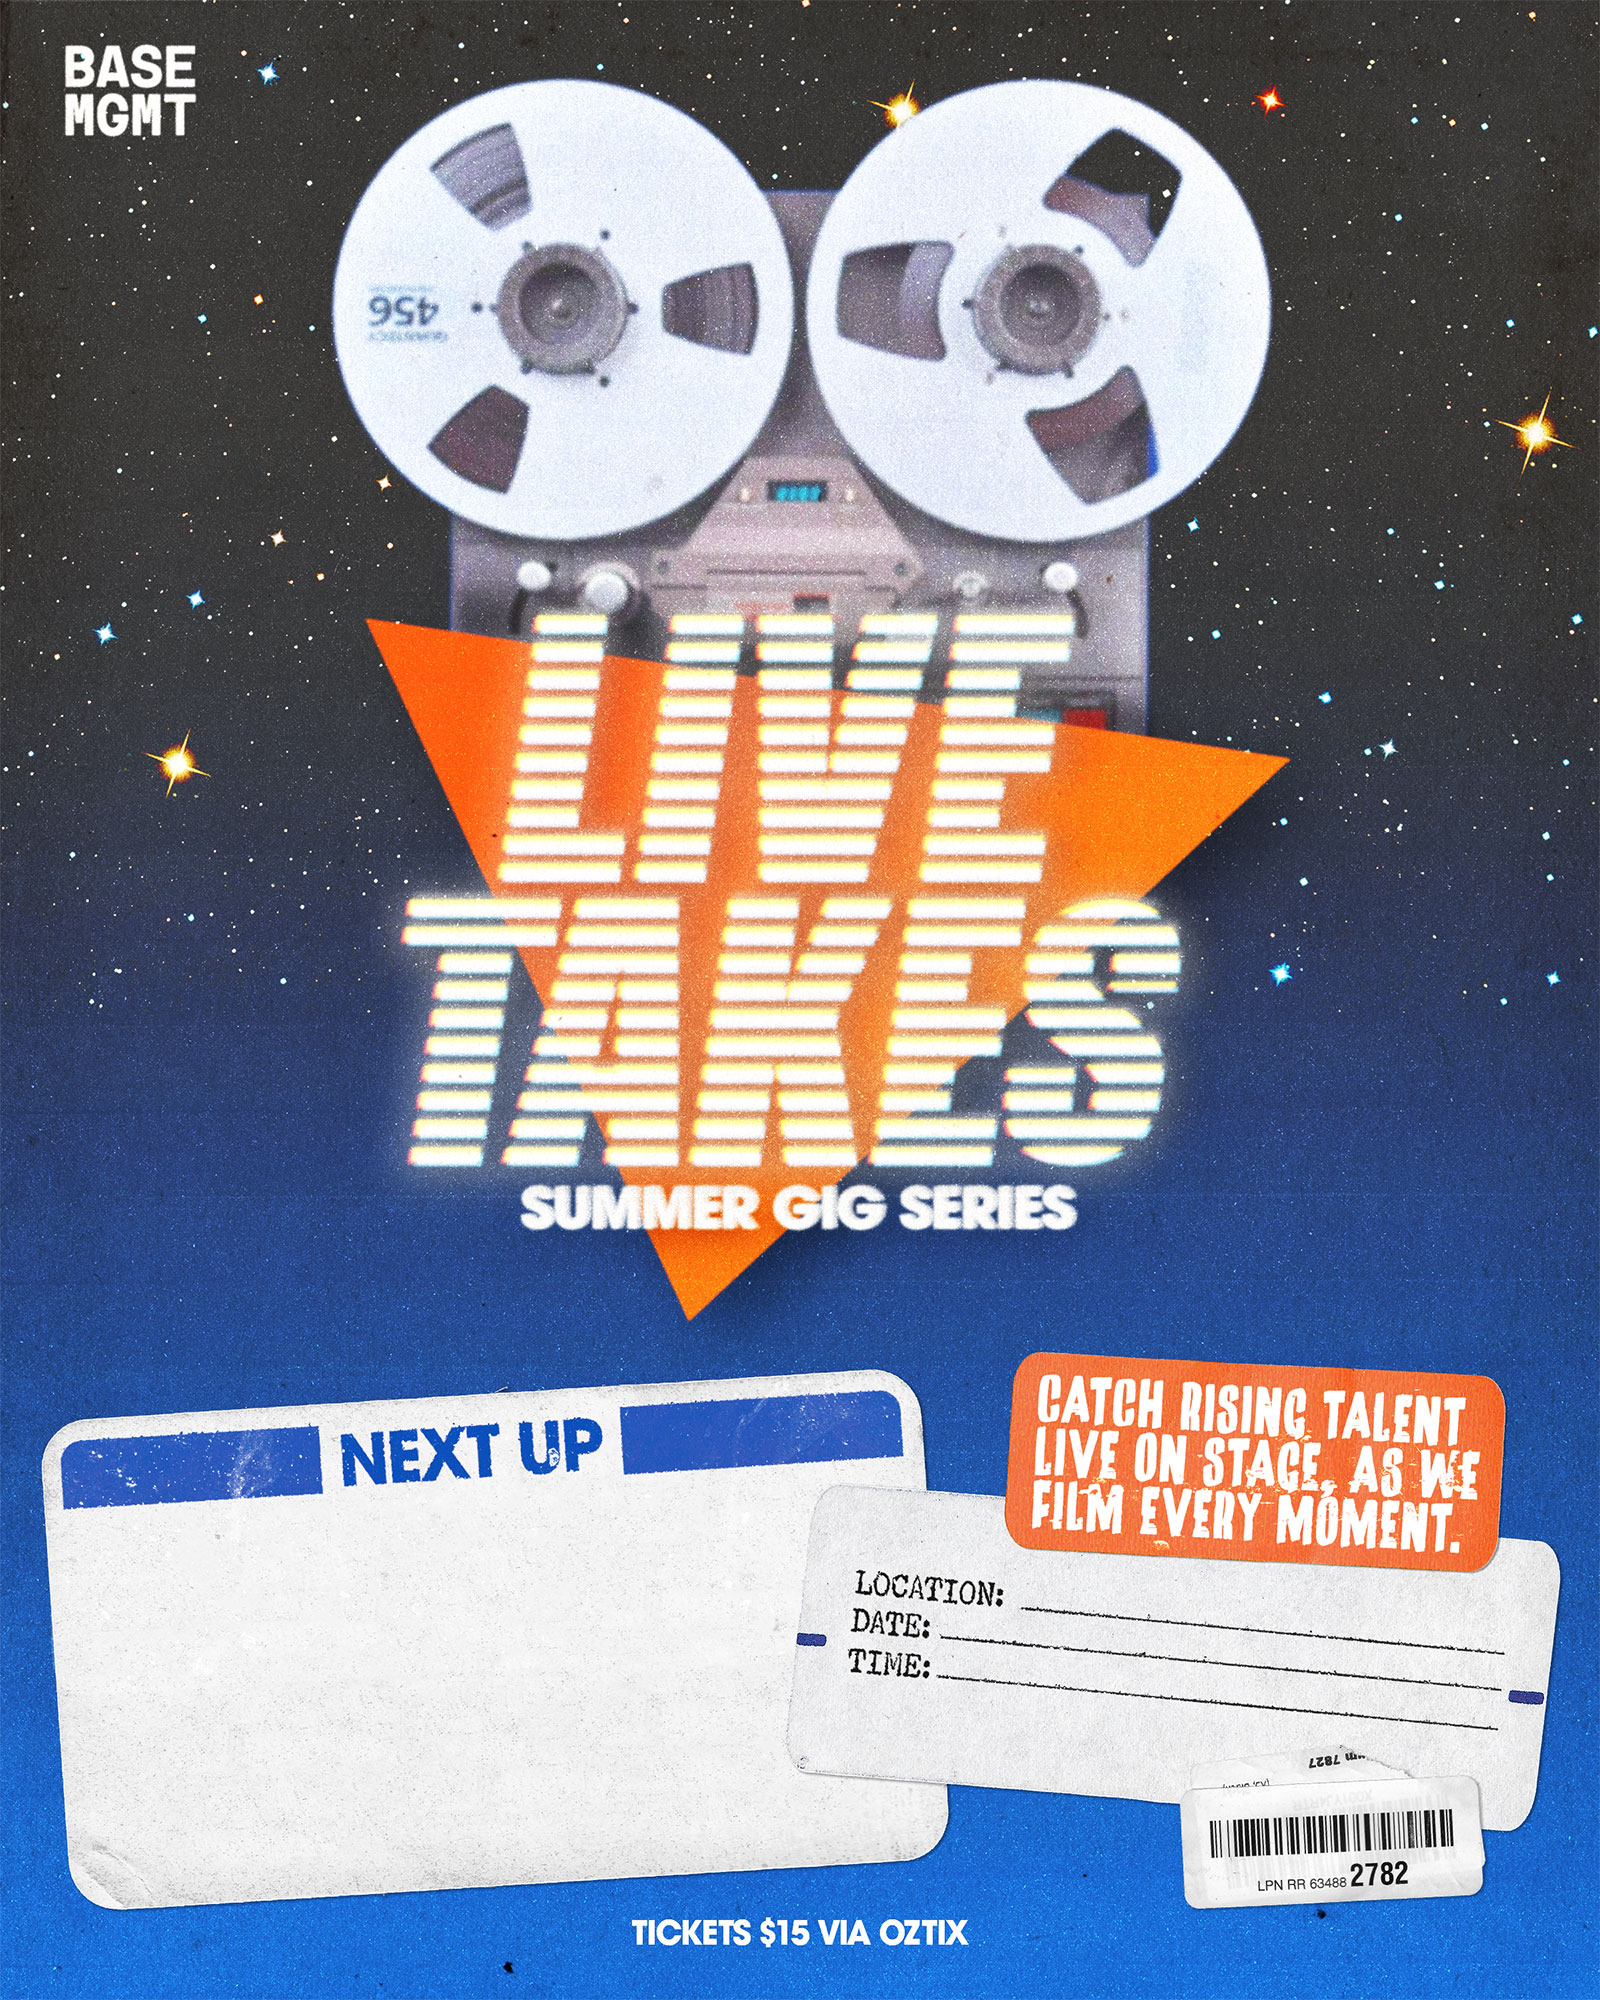 BASE
MGMT
456
LIVE
TAKES
SUMMER GIG SERIES
NEXT UP
CATCH RISING TALENT
LIVE ON STAGE, AS WE
FILM EVERY MOMENT.
LOCATION:
DATE:
TIME:
7827
LPN RR 63488 2782
TICKETS $15 VIA OZTIX